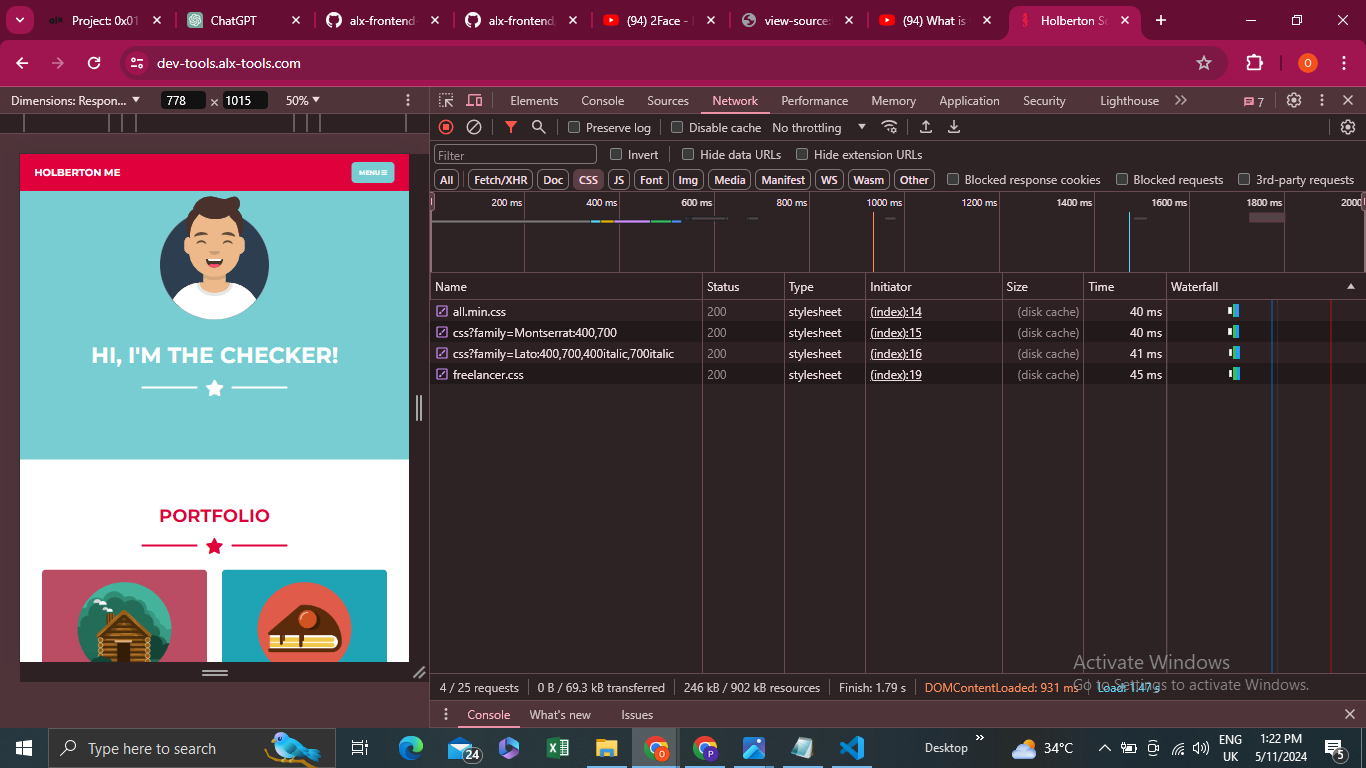 Project: 0x01
ChatGPT
alx-frontend-
alx-frontend
(94) 2Face -
view-source:
(94) What is
Holberton Sc
dev-tools.alx-tools.com
O
Dimensions: Respon...
778
×
1015
50%
Elements
Console
Sources
Network
Performance
Memory
Application
Security
Lighthouse
7
Preserve log
Disable cache
No throttling
Filter
Invert
Hide data URLs
Hide extension URLs
All
Fetch/XHR
Doc
CSS
JS
Font
Img
Media
Manifest
WS
Wasm
Other
Blocked response cookies
Blocked requests
3rd-party requests
200 ms
400 ms
600 ms
800 ms
1000 ms
1200 ms
1400 ms
1600 ms
1800 ms
2000
Name
Status
Type
Initiator
Size
Time
Waterfall
all.min.css 200 stylesheet (index):14 (disk cache) 40 ms
css?family=Montserrat:400,700 200 stylesheet (index):15 (disk cache) 40 ms
css?family=Lato:400,700,400italic,700italic 200 stylesheet (index):16 (disk cache) 41 ms
freelancer.css 200 stylesheet (index):19 (disk cache) 45 ms
HOLBERTON ME
MENU
HI, I'M THE CHECKER!
PORTFOLIO
Activate Windows
Go to Settings to activate Windows.
4 / 25 requests
0 B / 69.3 kB transferred
246 kB / 902 kB resources
Finish: 1.79 s
DOMContentLoaded: 931 ms
Load: 1.47 s
Console
What's new
Issues
Type here to search
24
O
P
Desktop
34°C
ENG
UK
1:22 PM
5/11/2024
5